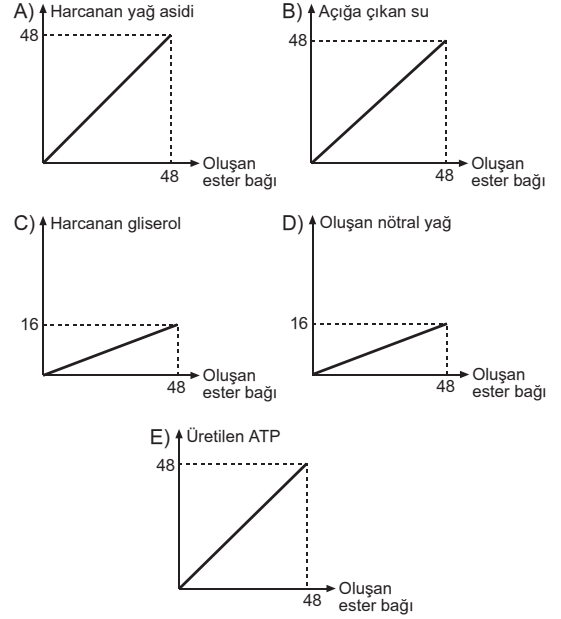 A) Harcanan yağ asidi
48
48
Oluşan
ester bağı
B) Açığa çıkan su
48
48
Oluşan
ester bağı
C) Harcanan gliserol
16
48
Oluşan
ester bağı
D) Oluşan nötral yağ
16
48
Oluşan
ester bağı
E) Üretilen ATP
48
48
Oluşan
ester bağı